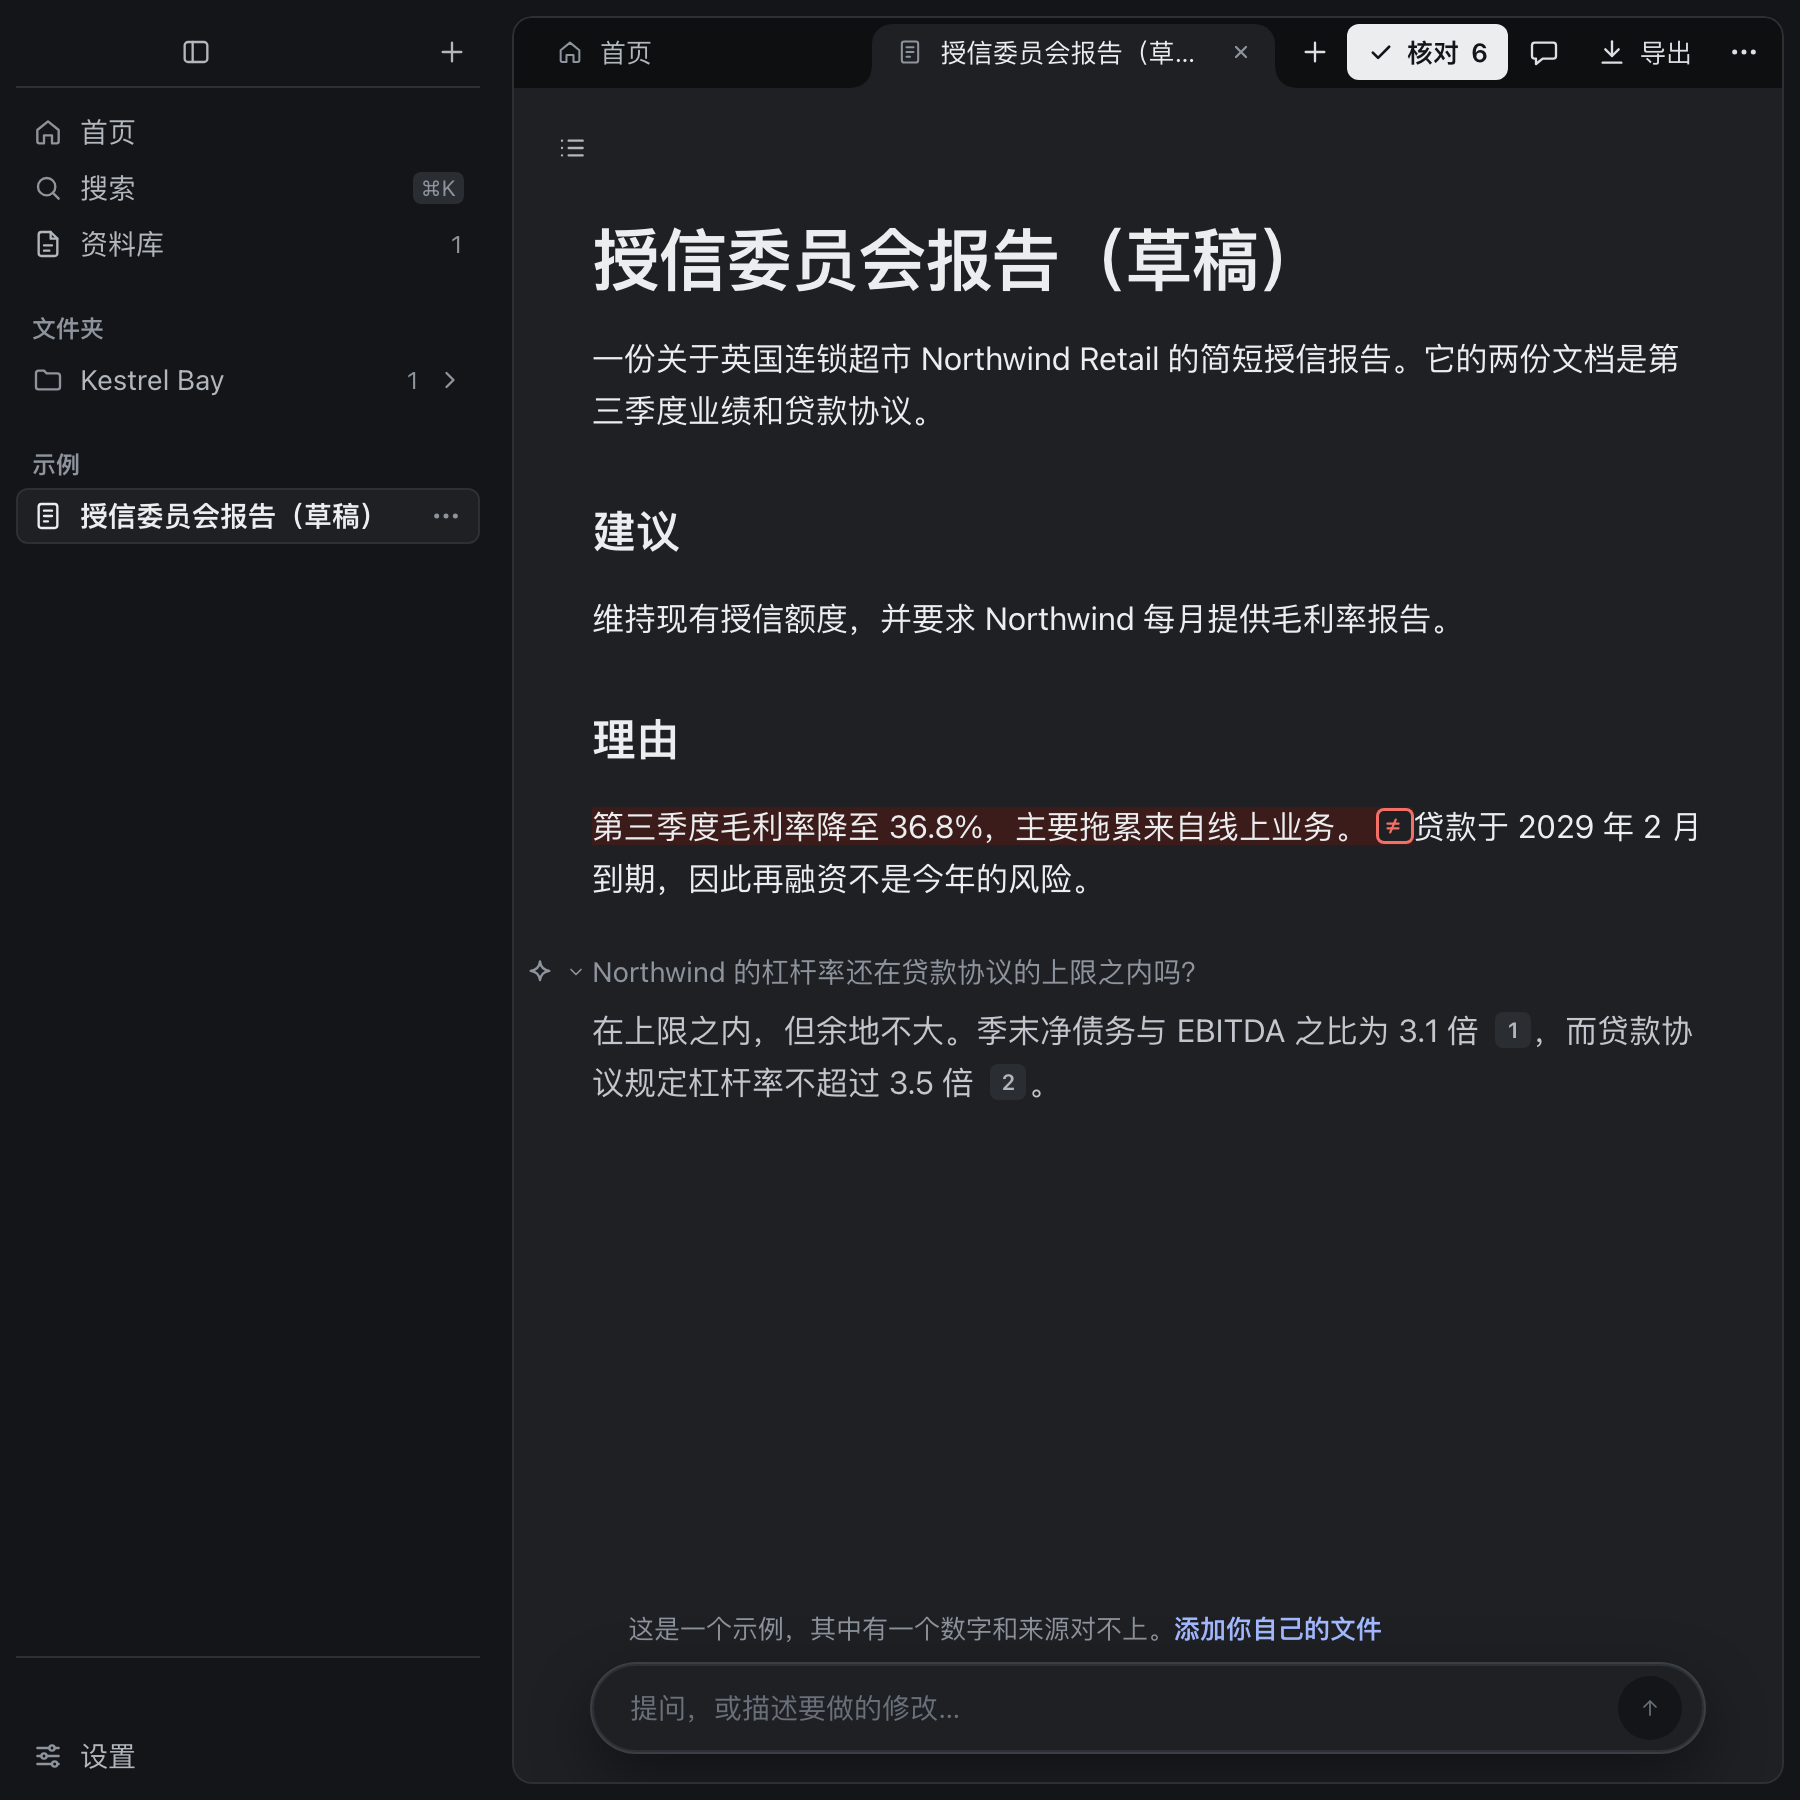 首页
搜索
⌘K
资料库
1
文件夹
Kestrel Bay
1
示例
授信委员会报告（草稿）
设置
首页
授信委员会报告（草...
核对 6
导出
授信委员会报告（草稿）
一份关于英国连锁超市 Northwind Retail 的简短授信报告。它的两份文档是第
三季度业绩和贷款协议。
建议
维持现有授信额度，并要求 Northwind 每月提供毛利率报告。
理由
第三季度毛利率降至 36.8%，主要拖累来自线上业务。≠贷款于 2029 年 2 月
到期，因此再融资不是今年的风险。
Northwind 的杠杆率还在贷款协议的上限之内吗？
在上限之内，但余地不大。季末净债务与 EBITDA 之比为 3.1 倍 1，而贷款协
议规定杠杆率不超过 3.5 倍 2。
这是一个示例，其中有一个数字和来源对不上。添加你自己的文件
提问，或描述要做的修改...